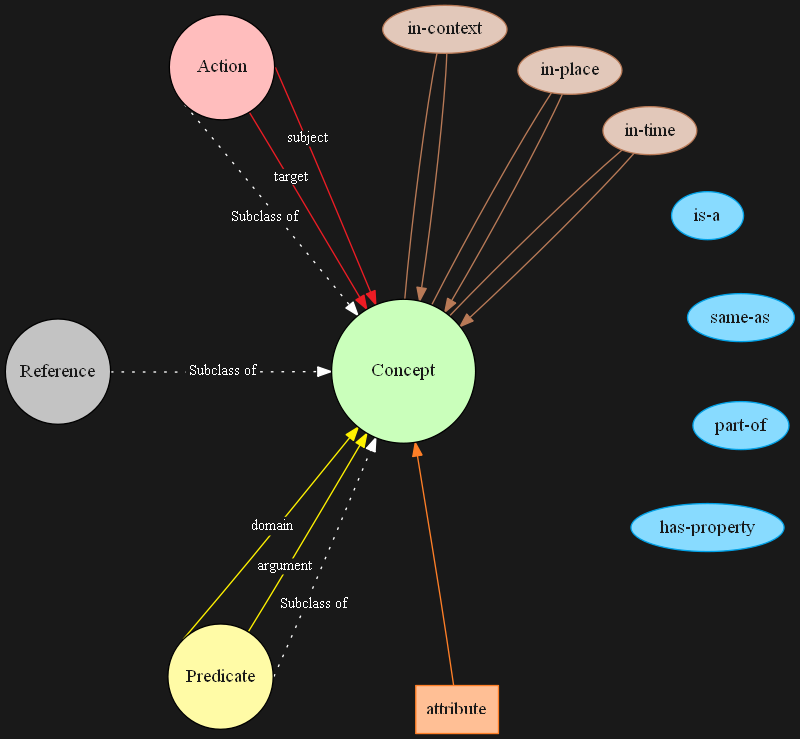 in-context
Action
in-place
in-time
subject
target
Subclass of
is-a
same-as
Reference
Subclass of
Concept
part-of
domain
has-property
argument
Subclass of
Predicate
attribute